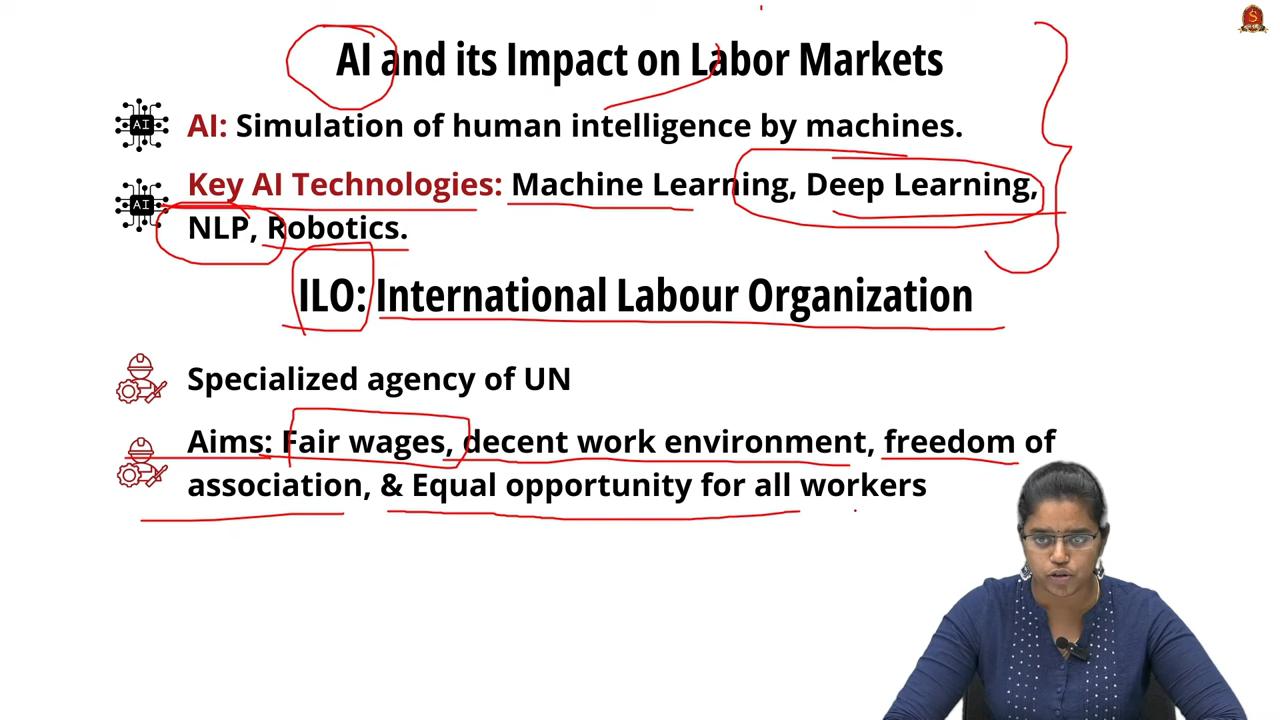 AI and its Impact on Labor Markets
AI: Simulation of human intelligence by machines.
Key AI Technologies: Machine Learning, Deep Learning,
NLP, Robotics.
ILO: International Labour Organization
Specialized agency of UN
Aims: Fair wages, decent work environment, freedom of
association, & Equal opportunity for all workers
AI
AI
S